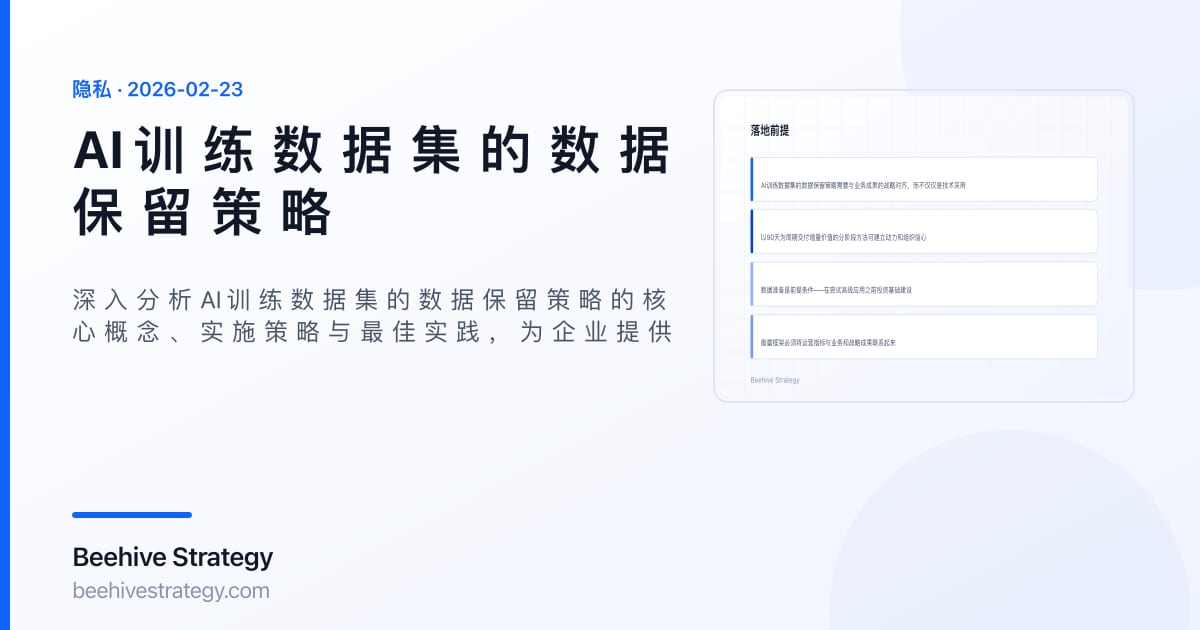 隐私 · 2026-02-23
AI训练数据集的数据
保留策略
深入分析AI训练数据集的数据保留策略的核
心概念、实施策略与最佳实践，为企业提供
落地前提
AI训练数据集的数据保留策略需要与业务成果的战略对齐，而不仅仅是技术采用
以90天为周期交付增量价值的分阶段方法可建立动力和组织信心
数据准备是前提条件——在尝试高级应用之前投资基础建设
衡量框架必须将运营指标与业务和战略成果联系起来
Beehive Strategy
Beehive Strategy
beehivestrategy.com